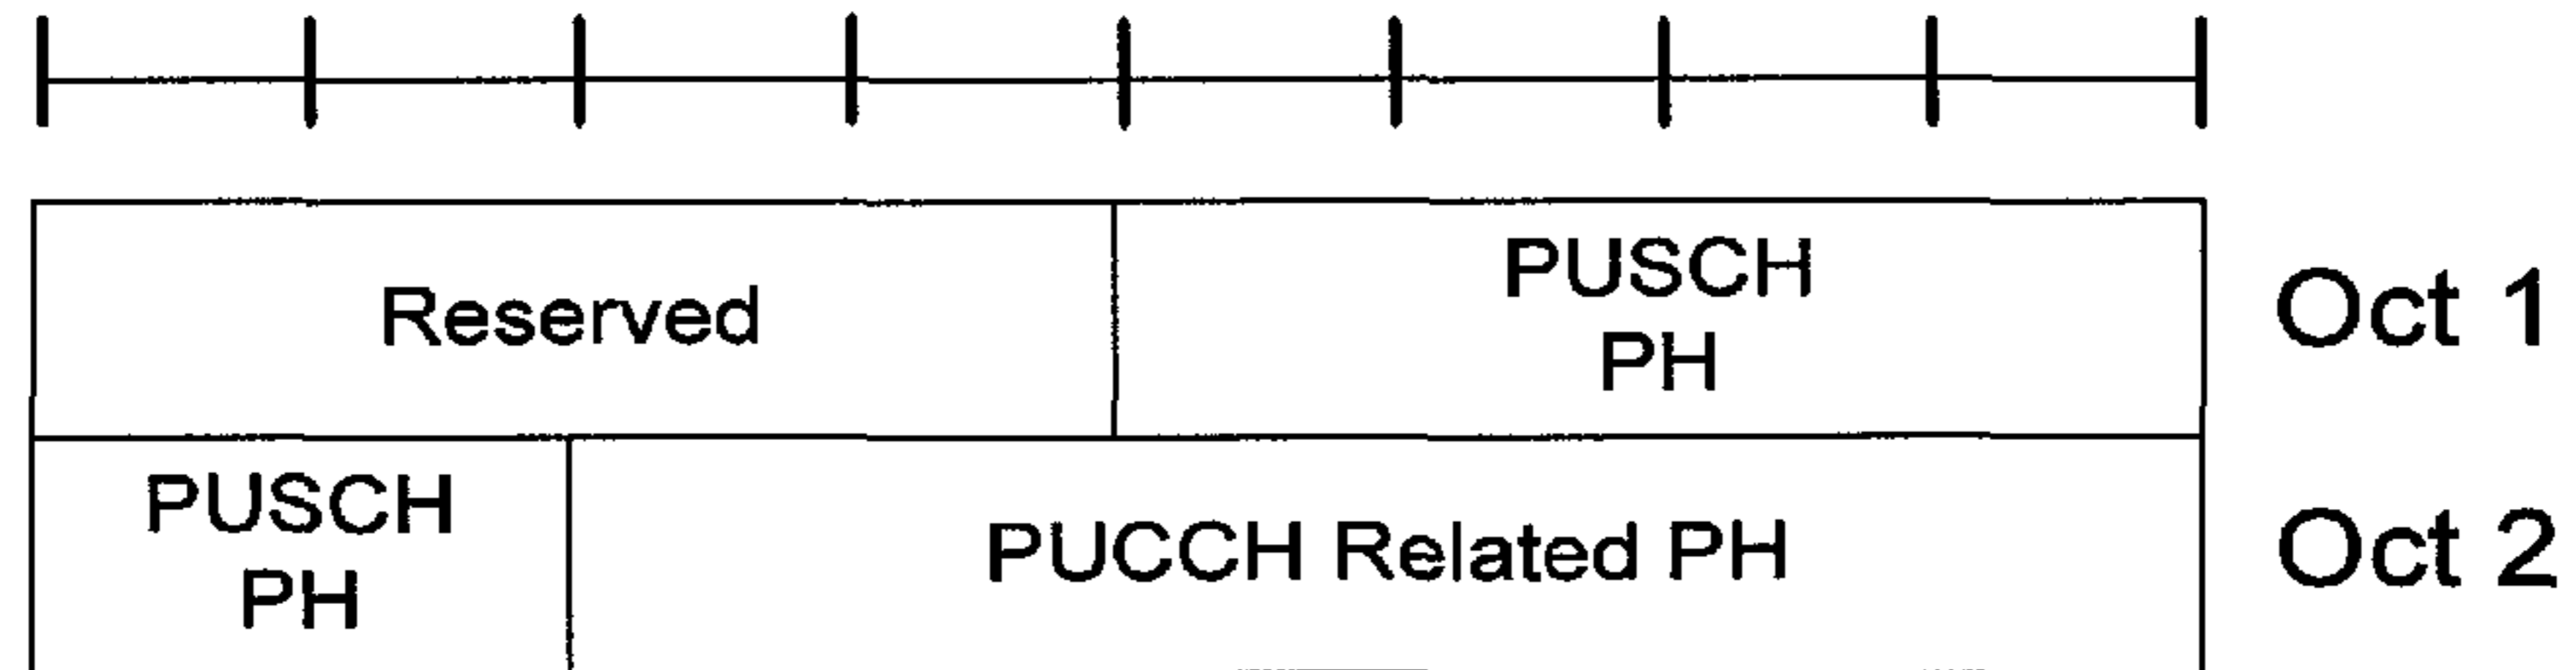 Reserved
PUSCH
PH
Oct 1
PUSCH
PH
PUCCH Related PH
Oct 2